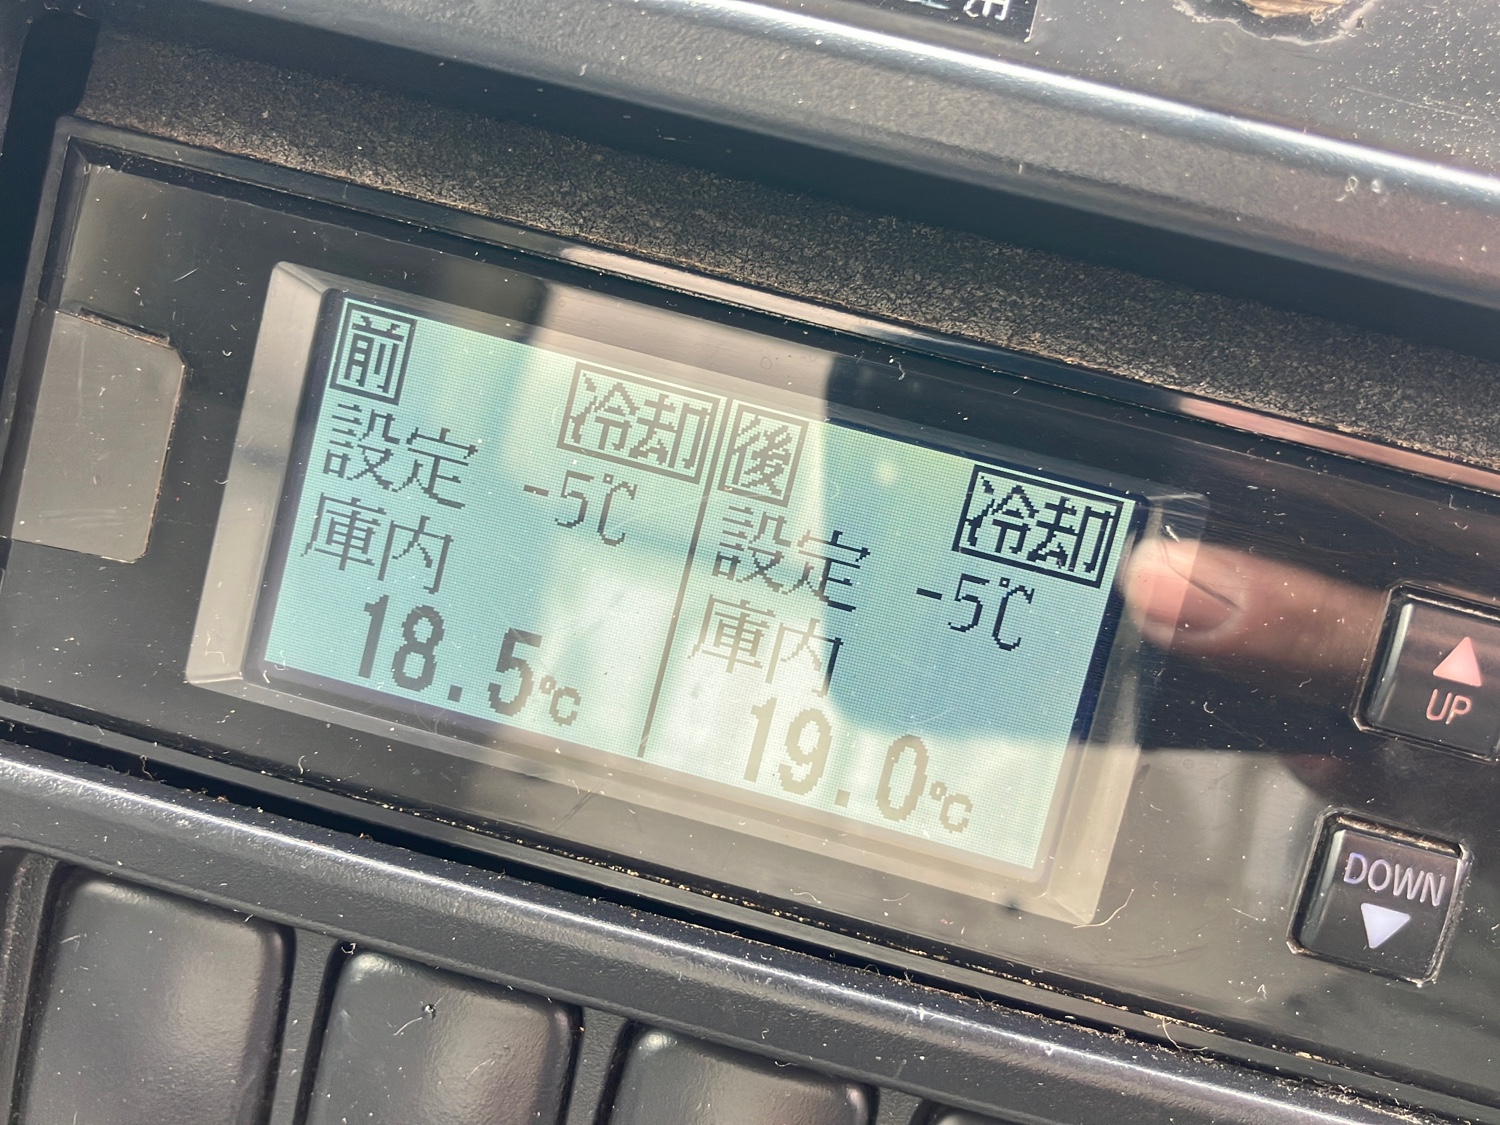 前 冷却
設定 -5℃
庫内
18.5℃
後 冷却
設定 -5℃
庫内
19.0℃
▲
UP
DOWN
▼